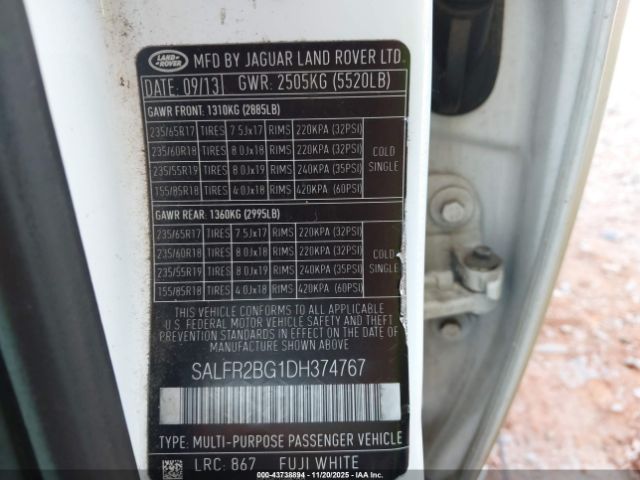 LAND ROVER
MFD BY JAGUAR LAND ROVER LTD
DATE: 09/13 GWR: 2505KG (5520LB)
GAWR FRONT: 1310KG (2885LB)
235/65R17 TIRES 7.5Jx17 RIMS 220KPA (32PSI)
235/60R18 TIRES 8.0Jx18 RIMS 220KPA (32PSI)
235/55R19 TIRES 8.0Jx19 RIMS 240KPA (35PSI)
155/85R18 TIRES 4.0Jx18 RIMS 420KPA (60PSI)
COLD
SINGLE
GAWR REAR: 1360KG (2995LB)
235/65R17 TIRES 7.5Jx17 RIMS 220KPA (32PSI)
235/60R18 TIRES 8.0Jx18 RIMS 220KPA (32PSI)
235/55R19 TIRES 8.0Jx19 RIMS 240KPA (35PSI)
155/85R18 TIRES 4.0Jx18 RIMS 420KPA (60PSI)
COLD
SINGLE
THIS VEHICLE CONFORMS TO ALL APPLICABLE
U.S. FEDERAL MOTOR VEHICLE SAFETY AND THEFT
PREVENTION STANDARDS IN EFFECT ON THE DATE OF
MANUFACTURE SHOWN ABOVE.
SALFR2BG1DH374767
TYPE: MULTI-PURPOSE PASSENGER VEHICLE
LRC: 867 FUJI WHITE
000-43738894 | 11/20/2025 - IAAI.COM